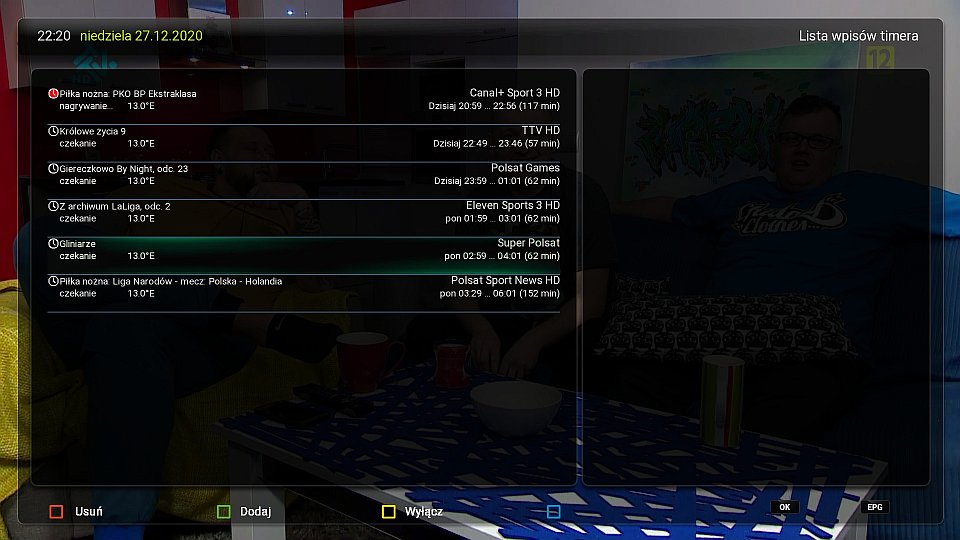 22:20 niedziela 27.12.2020
Lista wpisów timera
12
HD
Piłka nożna: PKO BP Ekstraklasa
Canal+ Sport 3 HD
nagrywanie... 13.0°E
Dzisiaj 20:59 ... 22:56 (117 min)
Królowe życia 9
TTV HD
czekanie 13.0°E
Dzisiaj 22:49 ... 23:46 (57 min)
Giereczkowo By Night, odc. 23
Polsat Games
czekanie 13.0°E
Dzisiaj 23:59 ... 01:01 (62 min)
Z archiwum LaLiga, odc. 2
Eleven Sports 3 HD
czekanie 13.0°E
pon 01:59 ... 03:01 (62 min)
Gliniarze
Super Polsat
czekanie 13.0°E
pon 02:59 ... 04:01 (62 min)
Piłka nożna: Liga Narodów - mecz: Polska - Holandia
Polsat Sport News HD
czekanie 13.0°E
pon 03:29 ... 06:01 (152 min)
Usuń
Dodaj
Wyłącz
OK
EPG